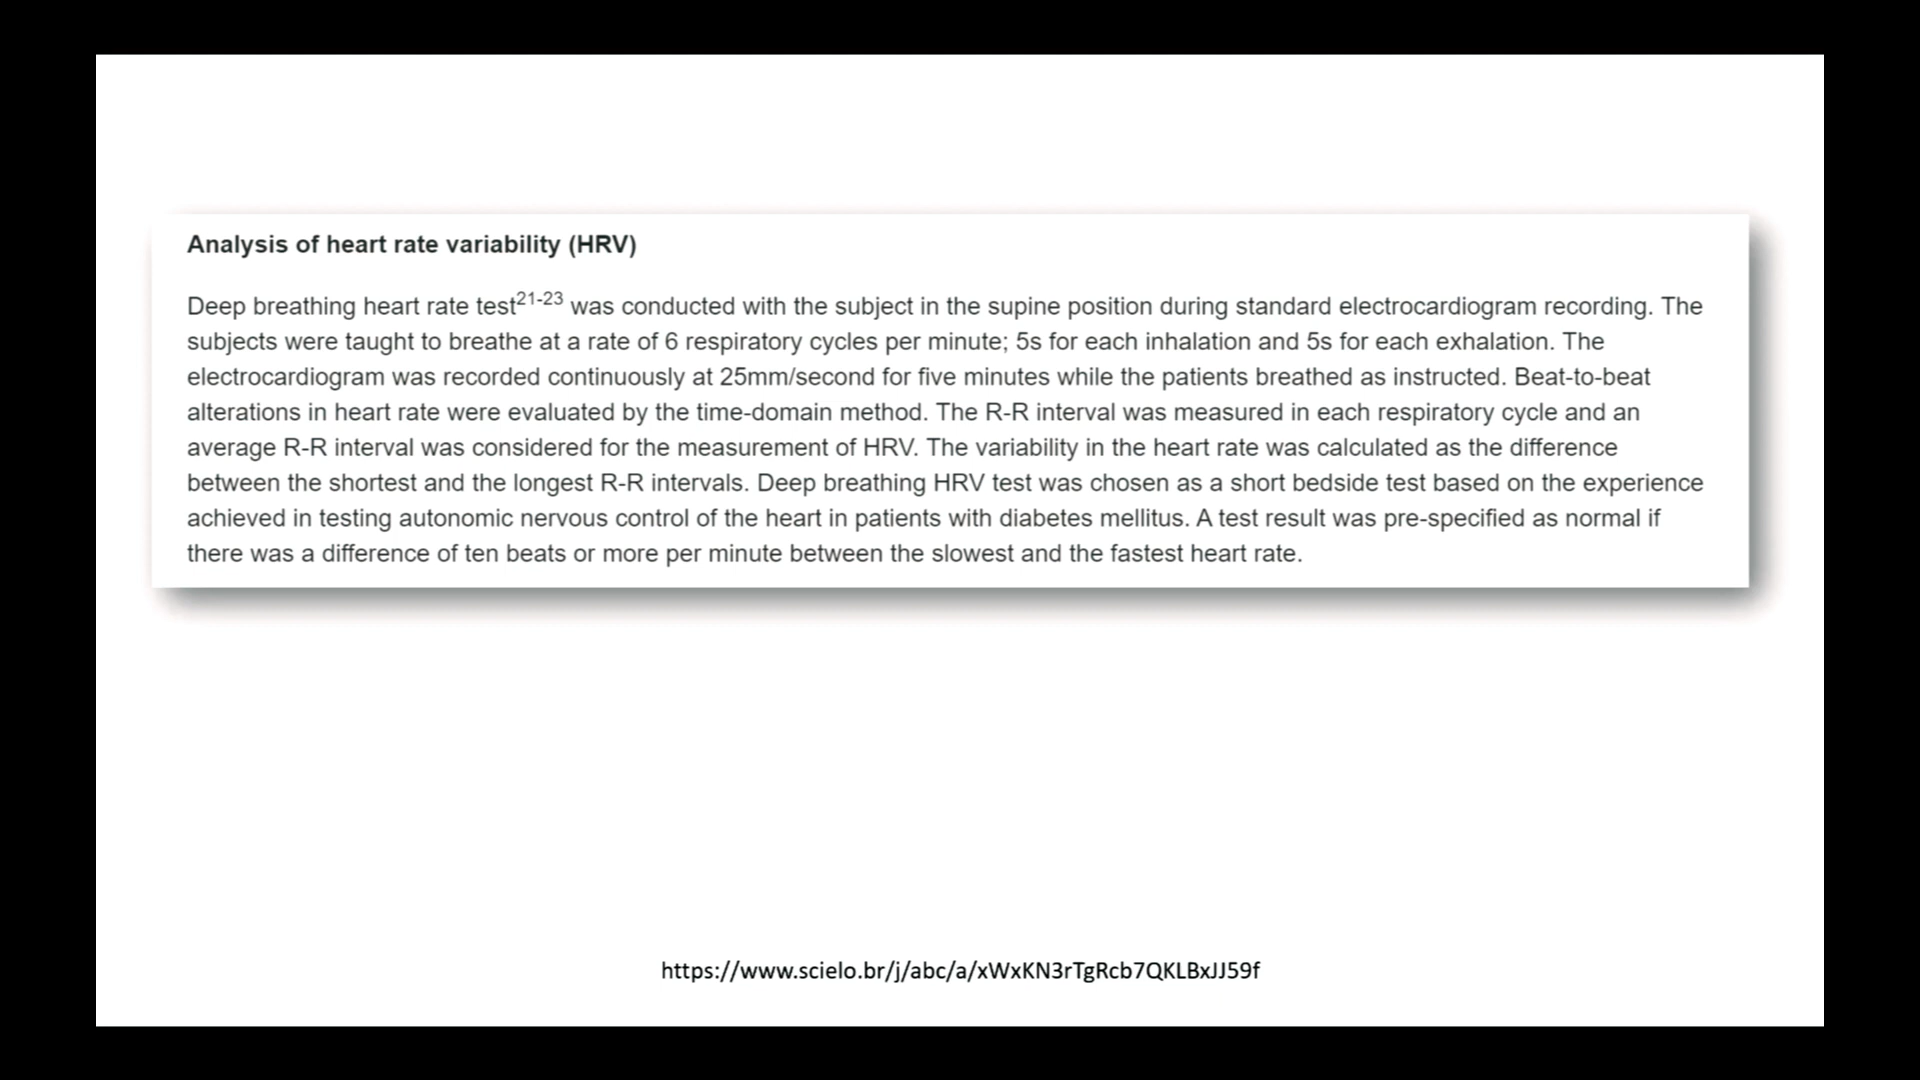 Analysis of heart rate variability (HRV)
Deep breathing heart rate test21-23 was conducted with the subject in the supine position during standard electrocardiogram recording. The
subjects were taught to breathe at a rate of 6 respiratory cycles per minute; 5s for each inhalation and 5s for each exhalation. The
electrocardiogram was recorded continuously at 25mm/second for five minutes while the patients breathed as instructed. Beat-to-beat
alterations in heart rate were evaluated by the time-domain method. The R-R interval was measured in each respiratory cycle and an
average R-R interval was considered for the measurement of HRV. The variability in the heart rate was calculated as the difference
between the shortest and the longest R-R intervals. Deep breathing HRV test was chosen as a short bedside test based on the experience
achieved in testing autonomic nervous control of the heart in patients with diabetes mellitus. A test result was pre-specified as normal if
there was a difference of ten beats or more per minute between the slowest and the fastest heart rate.
https://www.scielo.br/j/abc/a/xWxKN3rTgRcb7QKLBxJJ59f